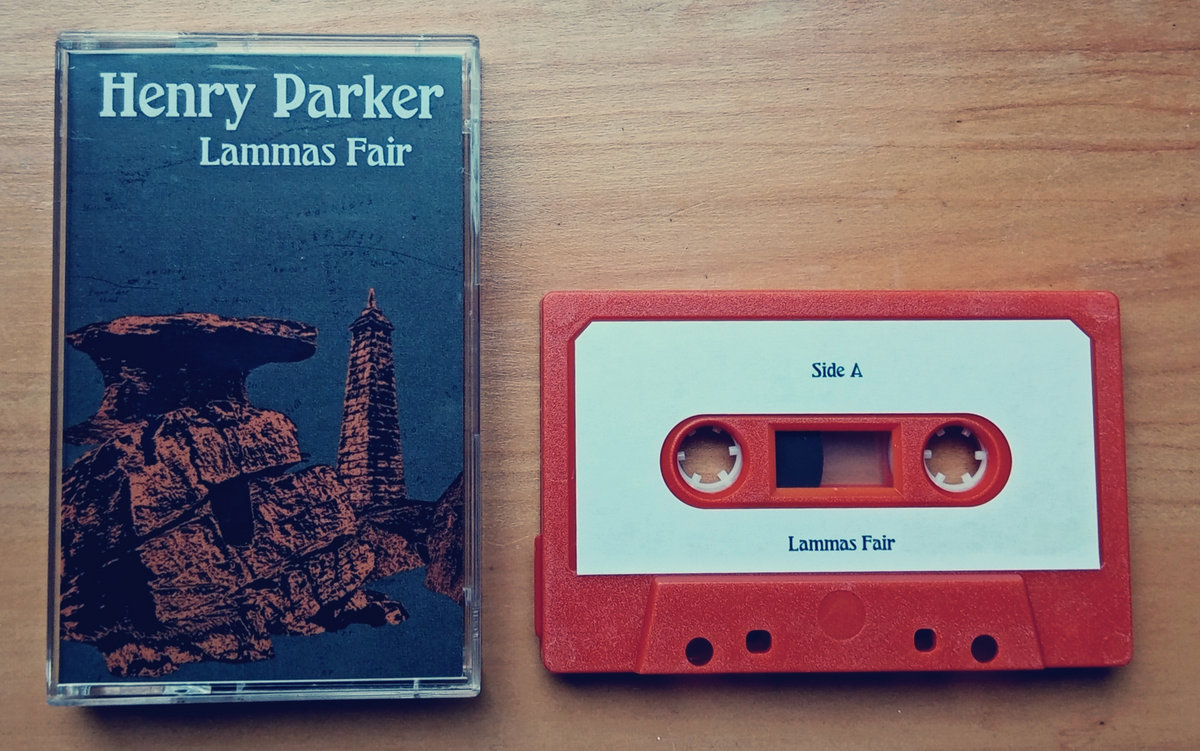 Henry Parker
Lammas Fair
Side A
Lammas Fair